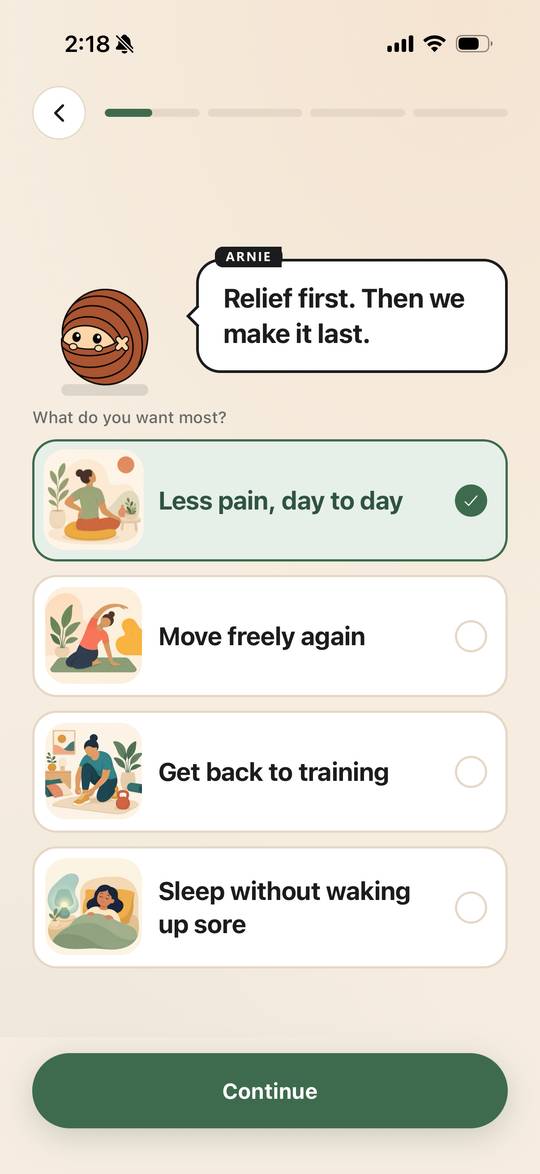 2:18
ARNIE
Relief first. Then we
make it last.
What do you want most?
Less pain, day to day
Move freely again
Get back to training
Sleep without waking
up sore
Continue